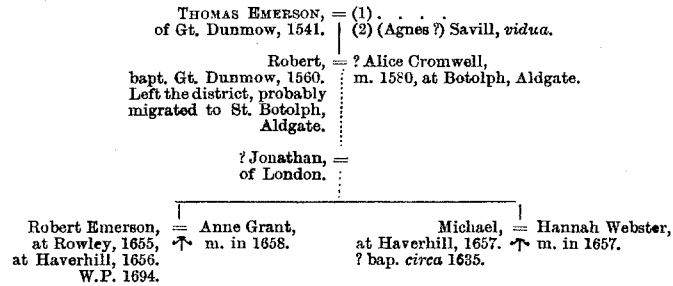 THOMAS EMERSON, = (1) . . . .
of Gt. Dunmow, 1541. (2) (Agnes ?) Savill, vidua.
Robert, = ? Alice Cromwell,
bapt. Gt. Dunmow, 1560. m. 1580, at Botolph, Aldgate.
Left the district, probably
migrated to St. Botolph,
Aldgate.
? Jonathan, =
of London.
Robert Emerson, = Anne Grant,
at Rowley, 1655, m. in 1658.
at Haverhill, 1656.
W.P. 1694.
Michael, = Hannah Webster,
at Haverhill, 1657. m. in 1657.
? bap. circa 1635.